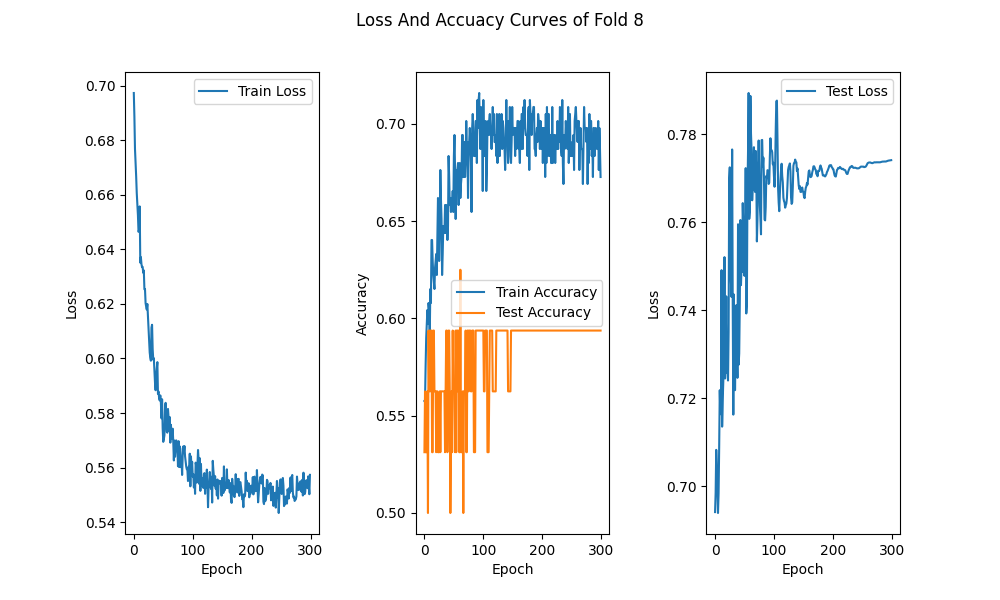 Loss And Accuacy Curves of Fold 8
Loss
0.70
0.68
0.66
0.64
0.62
0.60
0.58
0.56
0.54
Train Loss
0 100 200 300
Epoch
Accuracy
0.70
0.65
0.60
0.55
0.50
Train Accuracy
Test Accuracy
0 100 200 300
Epoch
Loss
0.78
0.76
0.74
0.72
0.70
Test Loss
0 100 200 300
Epoch